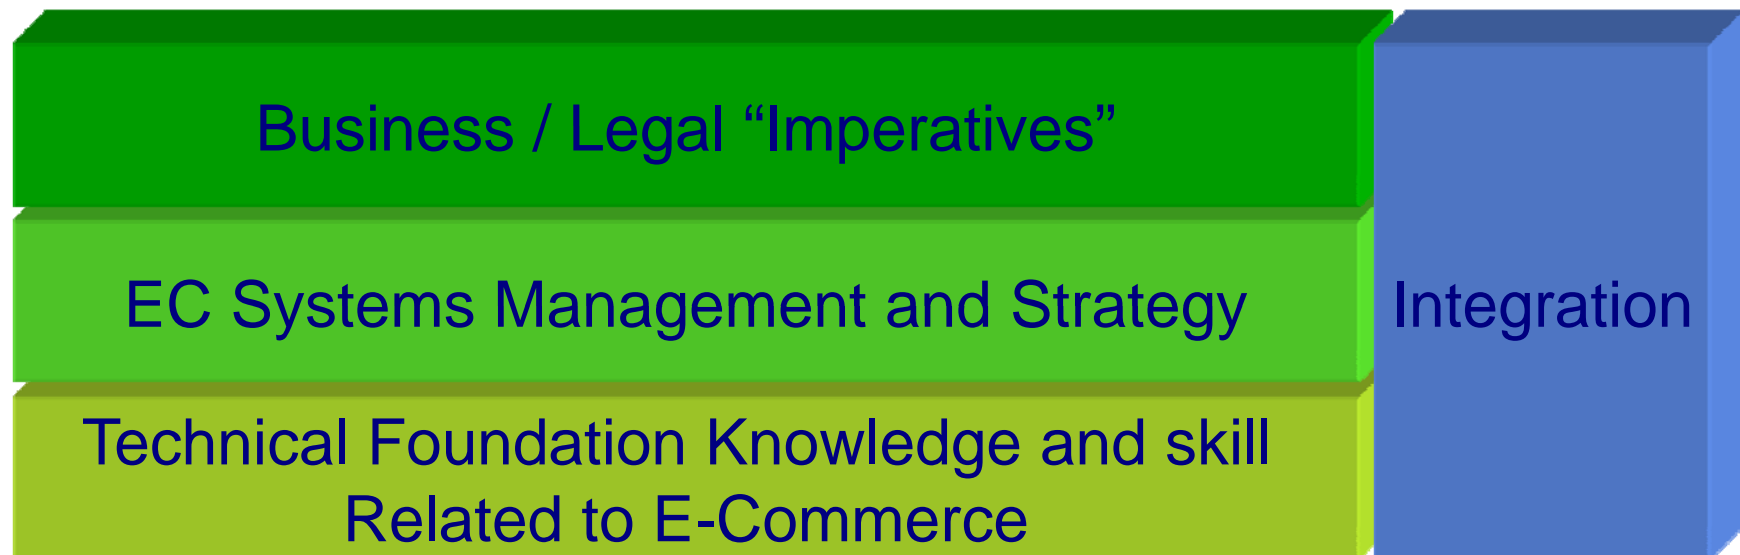 Business / Legal “Imperatives”
EC Systems Management and Strategy
Integration
Technical Foundation Knowledge and skill
Related to E-Commerce